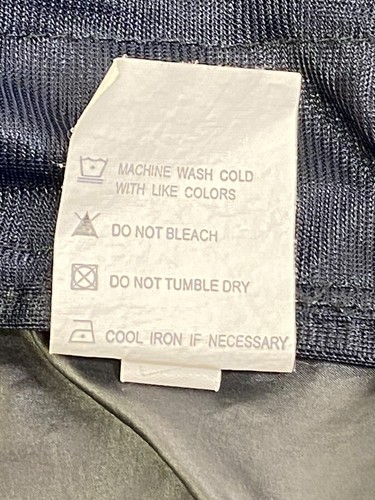 MACHINE WASH COLD
WITH LIKE COLORS
DO NOT BLEACH
DO NOT TUMBLE DRY
COOL IRON IF NECESSARY